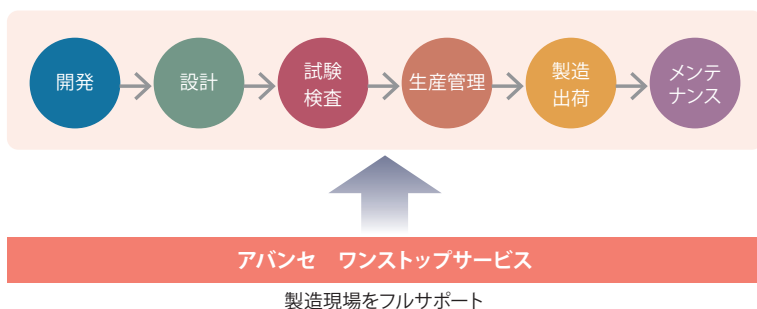 開発
設計
試験
検査
生産管理
製造
出荷
メンテ
ナンス
アバンセ　ワンストップサービス
製造現場をフルサポート